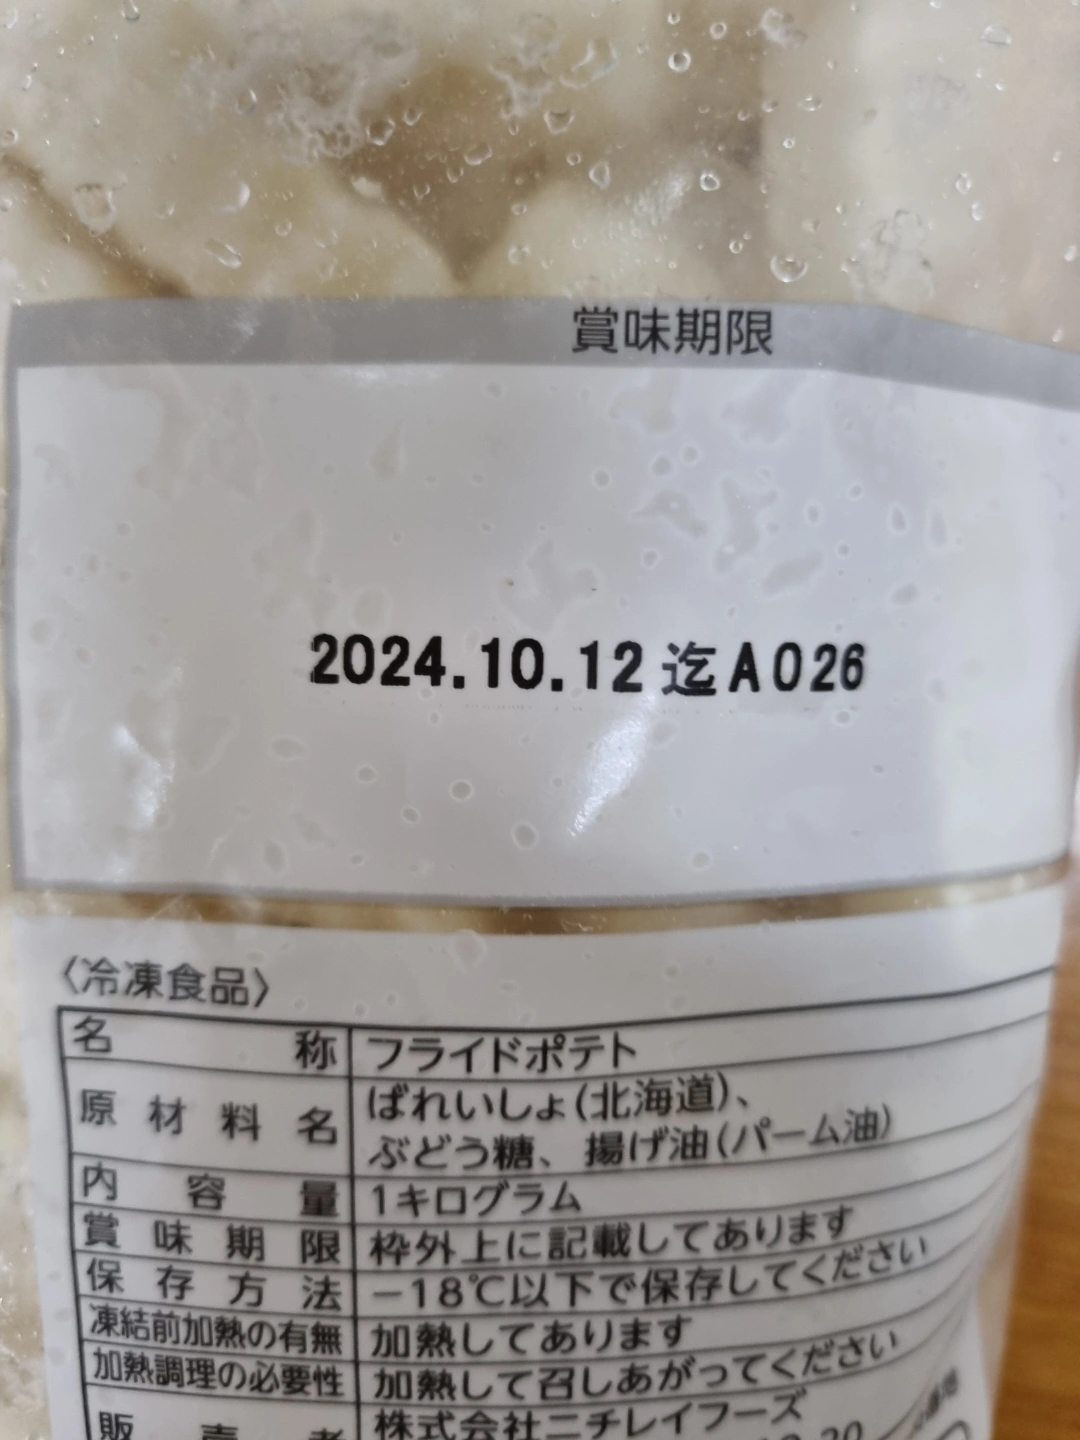 賞味期限
2024.10.12 迄 A026
〈冷凍食品〉
名称 フライドポテト
原材料名 ばれいしょ(北海道)、
ぶどう糖、揚げ油(パーム油)
内容量 1キログラム
賞味期限 枠外上に記載してあります
保存方法 −18℃以下で保存してください
凍結前加熱の有無 加熱してあります
加熱調理の必要性 加熱して召しあがってください
販売者 株式会社ニチレイフーズ